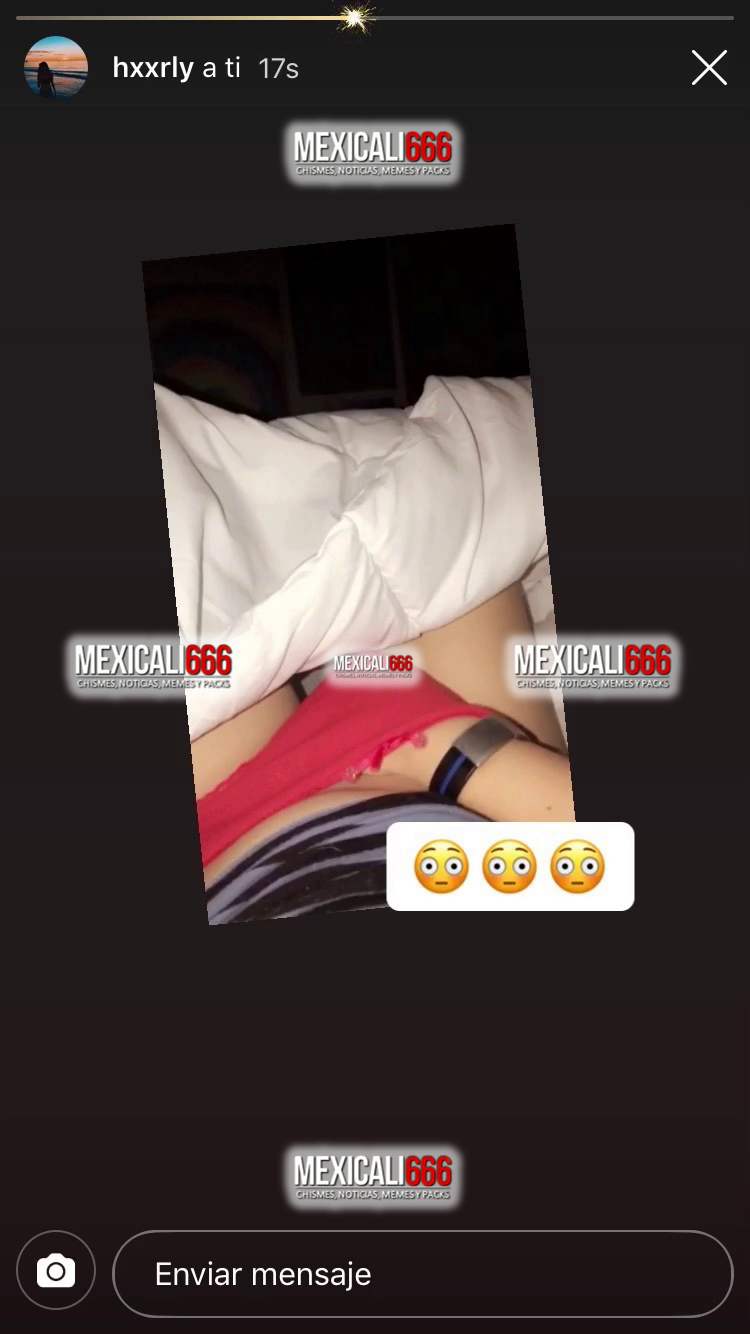 hxxrly a ti 17s
MEXICALI666
CHISMES, NOTICIAS, MEMES Y PACKS
MEXICALI666
CHISMES, NOTICIAS, MEMES Y PACKS
MEXICALI666
CHISMES, NOTICIAS, MEMES Y PACKS
MEXICALI666
CHISMES, NOTICIAS, MEMES Y PACKS
MEXICALI666
CHISMES, NOTICIAS, MEMES Y PACKS
Enviar mensaje